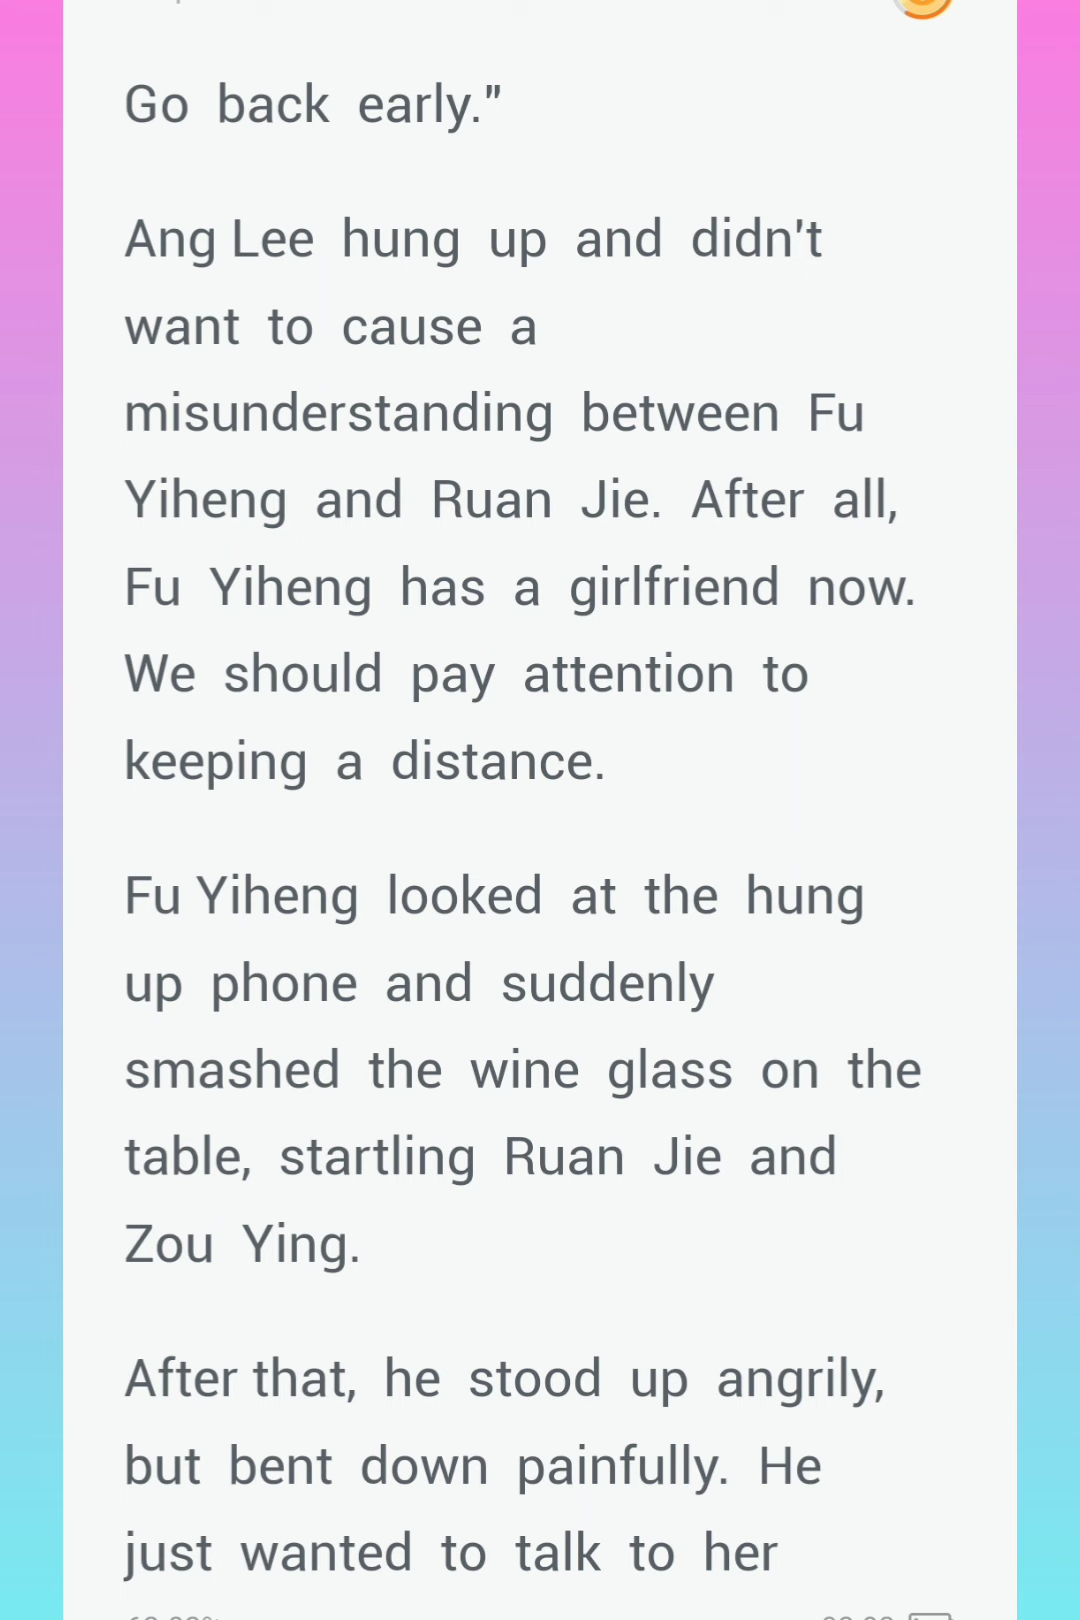 Go back early."
Ang Lee hung up and didn't
want to cause a
misunderstanding between Fu
Yiheng and Ruan Jie. After all,
Fu Yiheng has a girlfriend now.
We should pay attention to
keeping a distance.
Fu Yiheng looked at the hung
up phone and suddenly
smashed the wine glass on the
table, startling Ruan Jie and
Zou Ying.
After that, he stood up angrily,
but bent down painfully. He
just wanted to talk to her